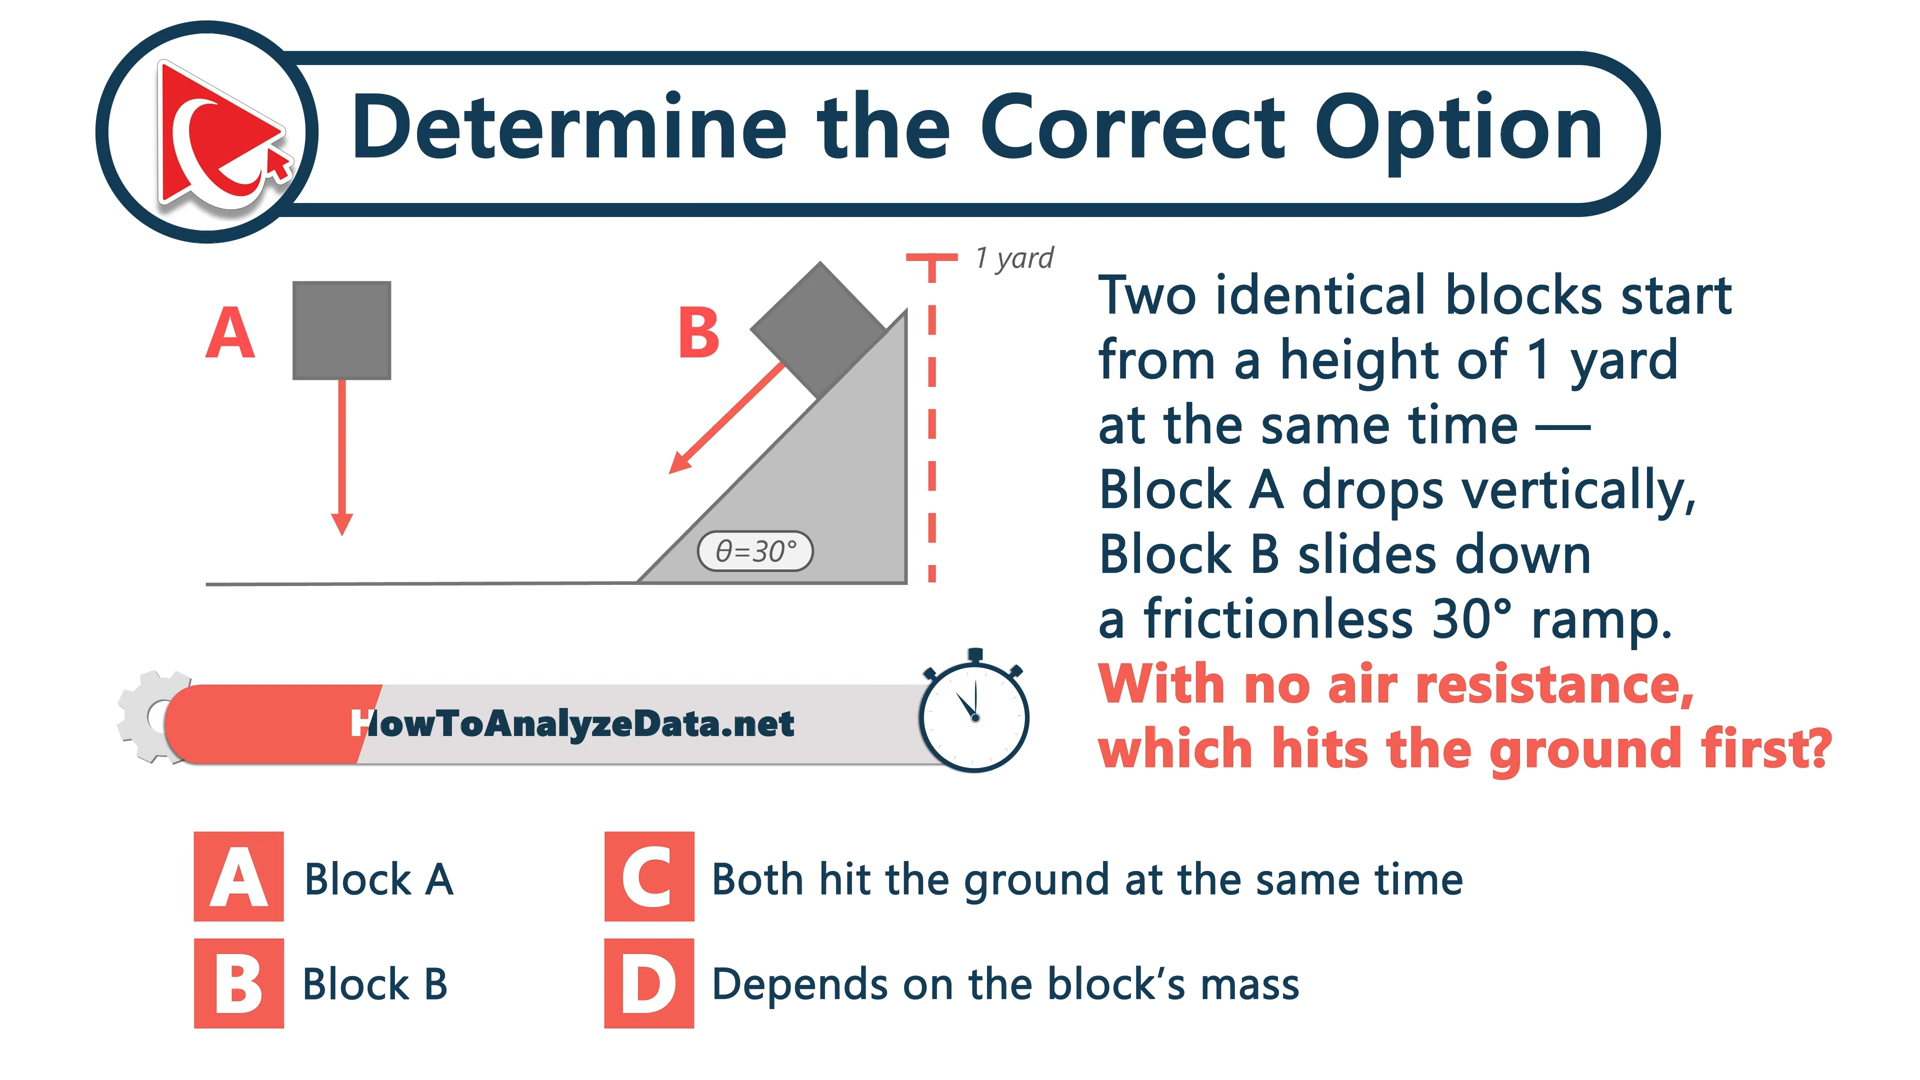 Determine the Correct Option
1 yard
A
B
θ=30°
Two identical blocks start
from a height of 1 yard
at the same time —
Block A drops vertically,
Block B slides down
a frictionless 30° ramp.
With no air resistance,
which hits the ground first?
HowToAnalyzeData.net
A Block A
C Both hit the ground at the same time
B Block B
D Depends on the block’s mass